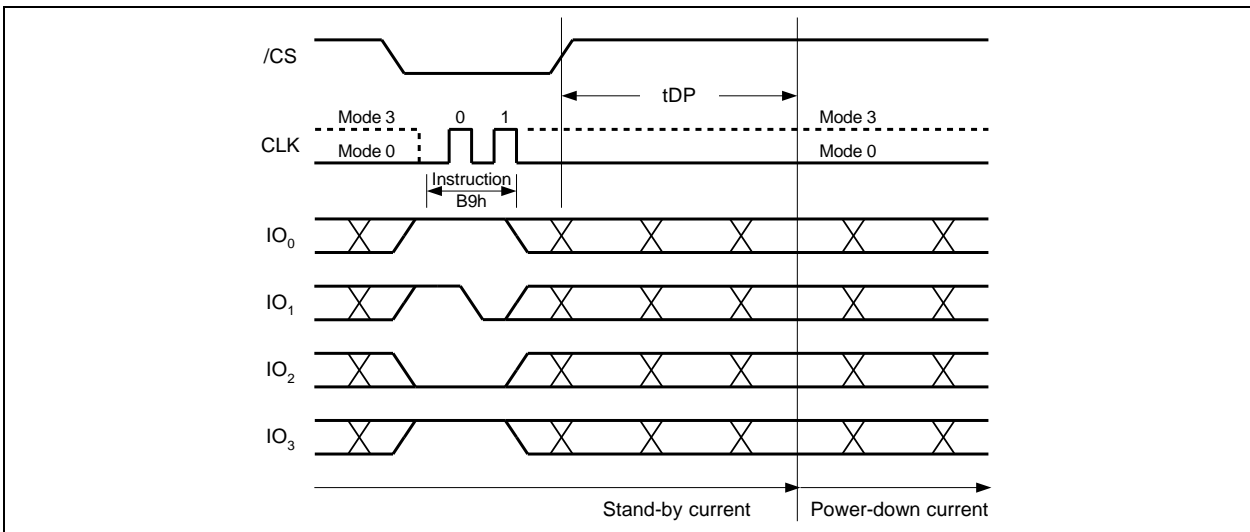 /CS
tDP
Mode 3 0 1 Mode 3
CLK
Mode 0 Mode 0
Instruction
B9h
IO0
IO1
IO2
IO3
Stand-by current Power-down current